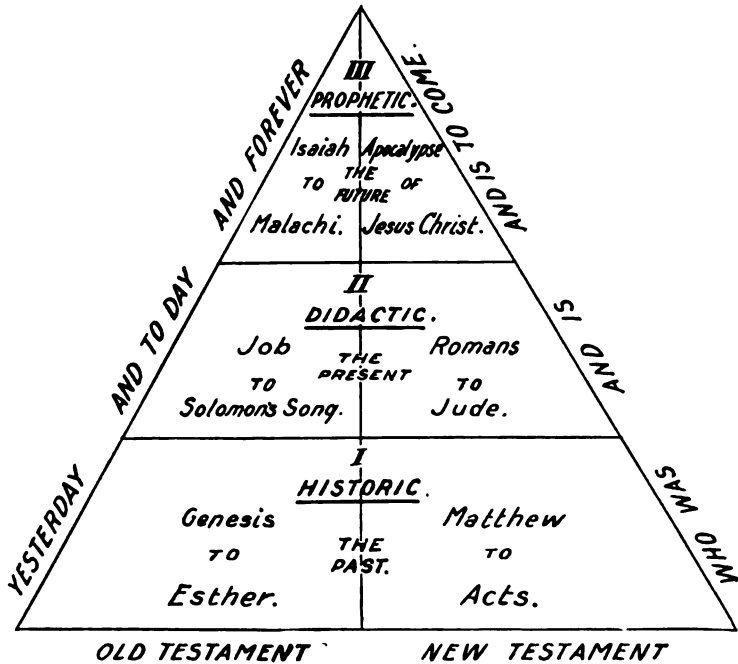 AND FOREVER
AND IS TO COME.
III
PROPHETIC.
Isaiah Apocalypse
TO THE FUTURE OF
Malachi. Jesus Christ.
AND TO DAY
AND IS
II
DIDACTIC.
Job THE PRESENT Romans
TO TO
Solomon's Song. Jude.
YESTERDAY
WHO WAS
I
HISTORIC.
Genesis Matthew
TO THE PAST. TO
Esther. Acts.
OLD TESTAMENT NEW TESTAMENT